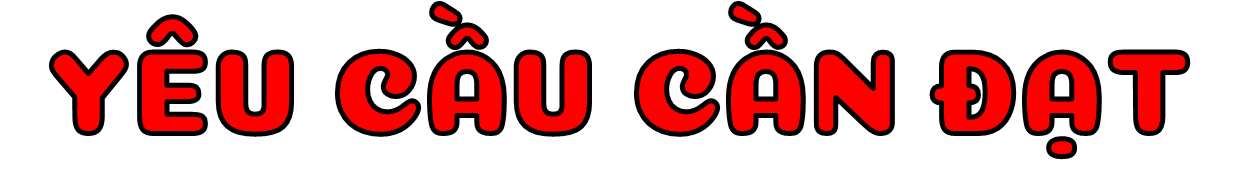 YÊU CẦU CẦN ĐẠT